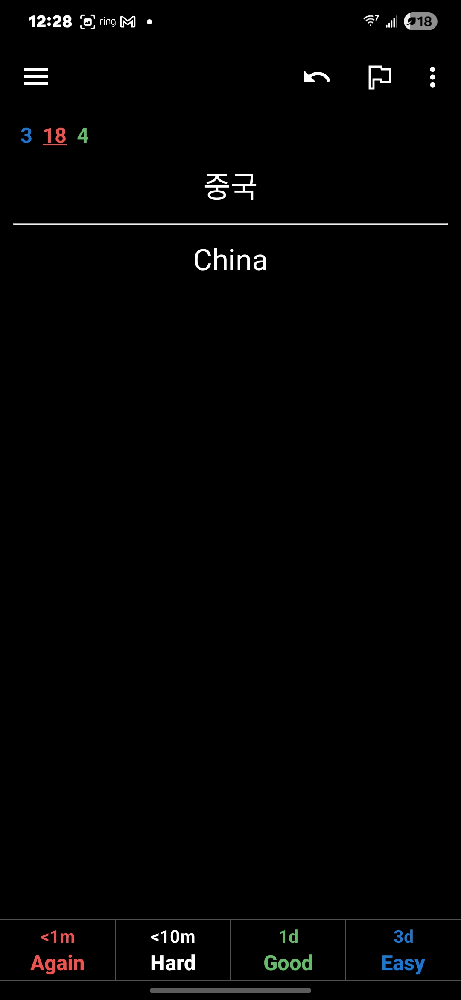 12:28 ring 18
3 18 4
중국
China
<1m <10m 1d 3d
Again Hard Good Easy